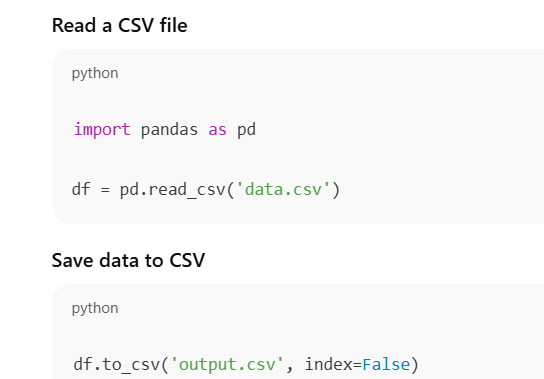 Read a CSV file
python
import pandas as pd
df = pd.read_csv('data.csv')
Save data to CSV
python
df.to_csv('output.csv', index=False)